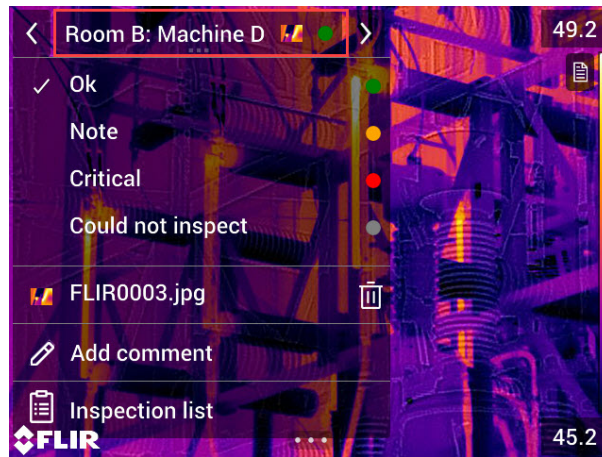 Room B: Machine D
49.2
Ok
Note
Critical
Could not inspect
FLIR0003.jpg
Add comment
Inspection list
FLIR
45.2